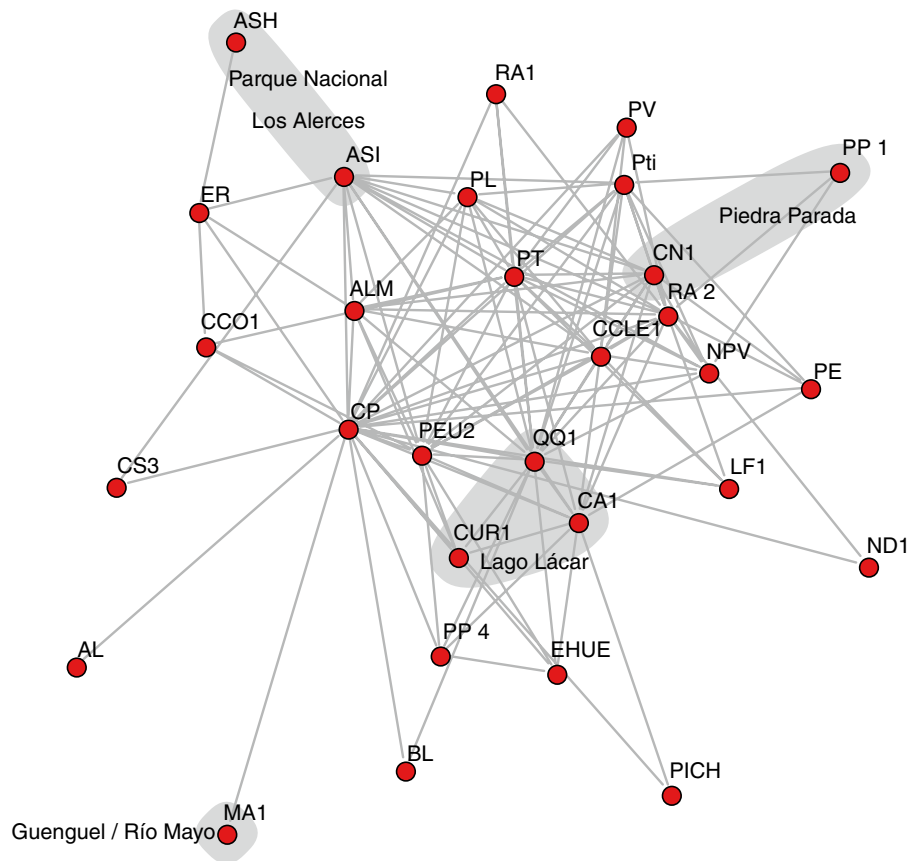 ASH
Parque Nacional
Los Alerces
ASI
RA1
PV
Pti
PP 1
Piedra Parada
ER
PL
PT
CN1
RA 2
ALM
CCO1
CCLE1
NPV
PE
CP
PEU2
QQ1
CS3
LF1
CA1
CUR1
Lago Lácar
ND1
AL
PP 4
EHUE
BL
PICH
MA1
Guenguel / Río Mayo